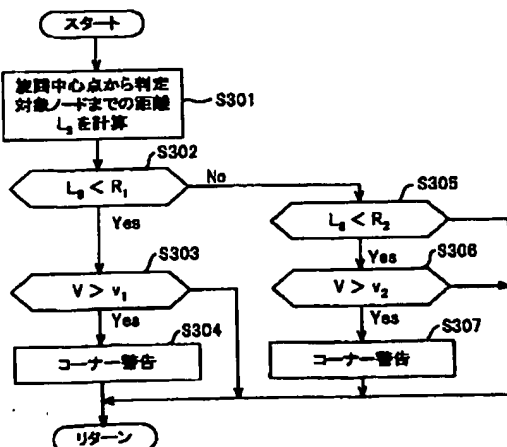 スタート
旋回中心点から判定
対象ノードまでの距離
L₃を計算
S301
S302
L₃ < R₁
No
Yes
S305
L₃ < R₂
Yes
S303
V > v₁
Yes
S306
V > v₂
Yes
S304
コーナー警告
S307
コーナー警告
リターン